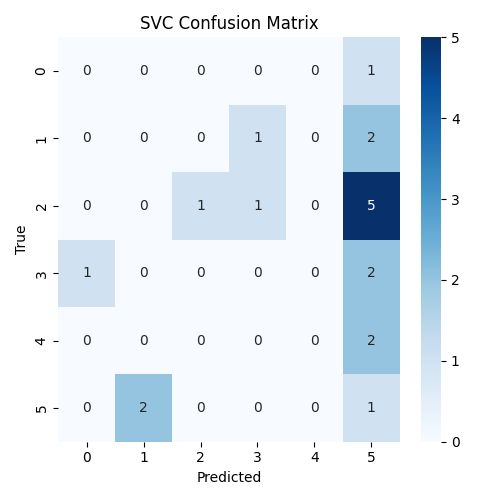 SVC Confusion Matrix
True
0 0 0 0 0 0 1
1 0 0 0 1 0 2
2 0 0 1 1 0 5
3 1 0 0 0 0 2
4 0 0 0 0 0 2
5 0 2 0 0 0 1
0 1 2 3 4 5
Predicted
5
4
3
2
1
0